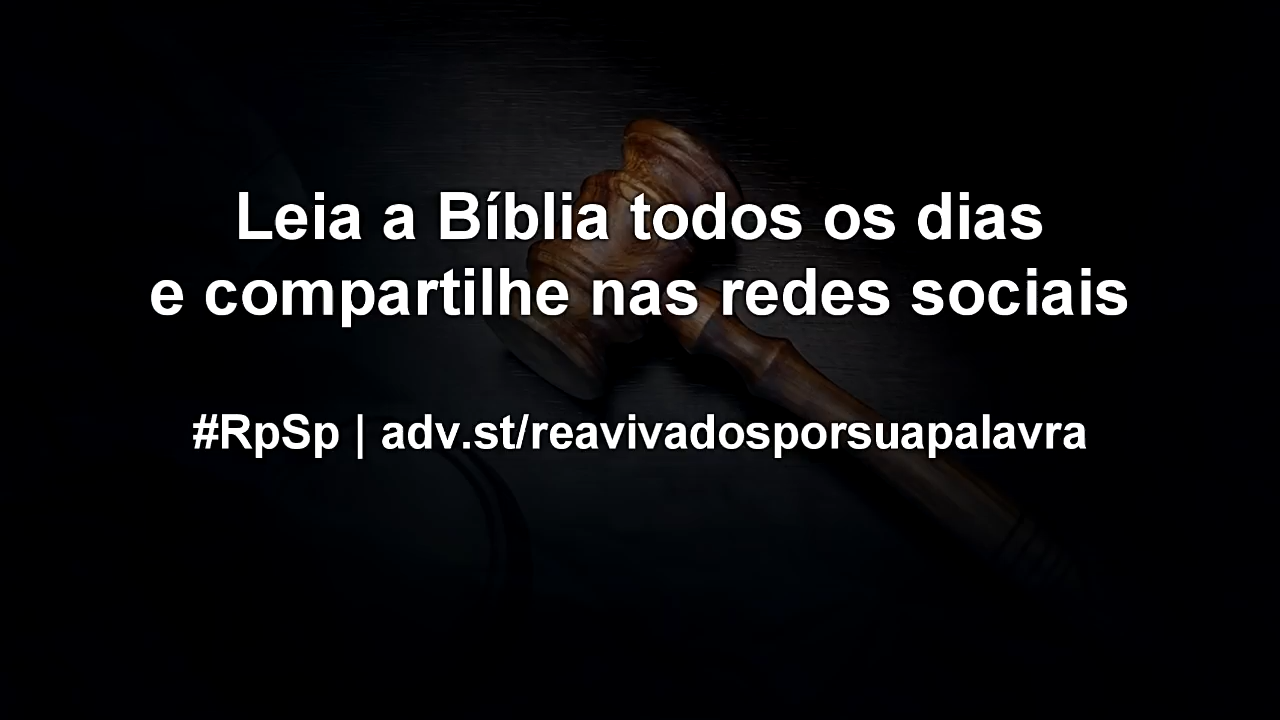 Leia a Bíblia todos os dias
e compartilhe nas redes sociais
#RpSp | adv.st/reavivadosporsuapalavra